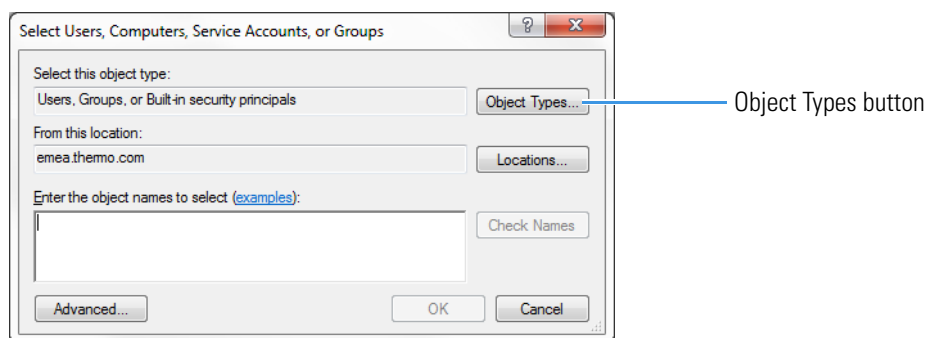 Select Users, Computers, Service Accounts, or Groups
Select this object type:
Users, Groups, or Built-in security principals
Object Types...
Object Types button
From this location:
emea.thermo.com
Locations...
Enter the object names to select (examples):
Check Names
Advanced...
OK
Cancel